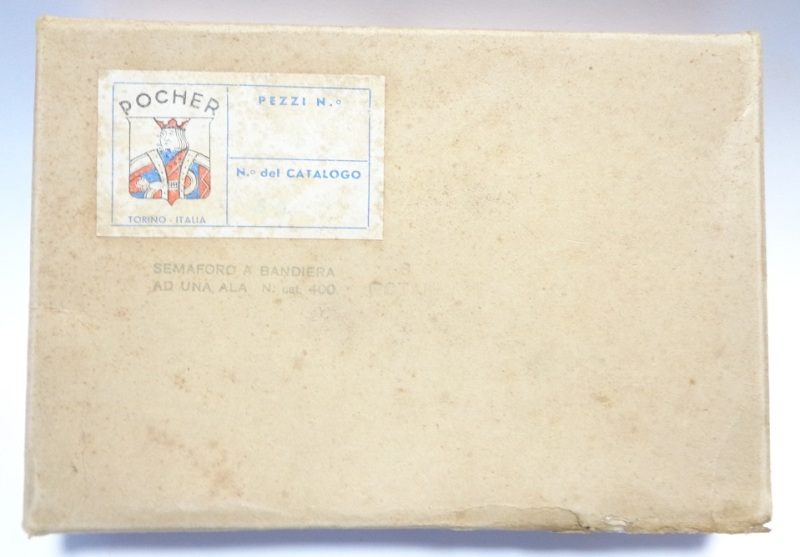 POCHER
TORINO - ITALIA
PEZZI N.º
N.º del CATALOGO
SEMAFORO A BANDIERA
AD UNA ALA N. cat. 400